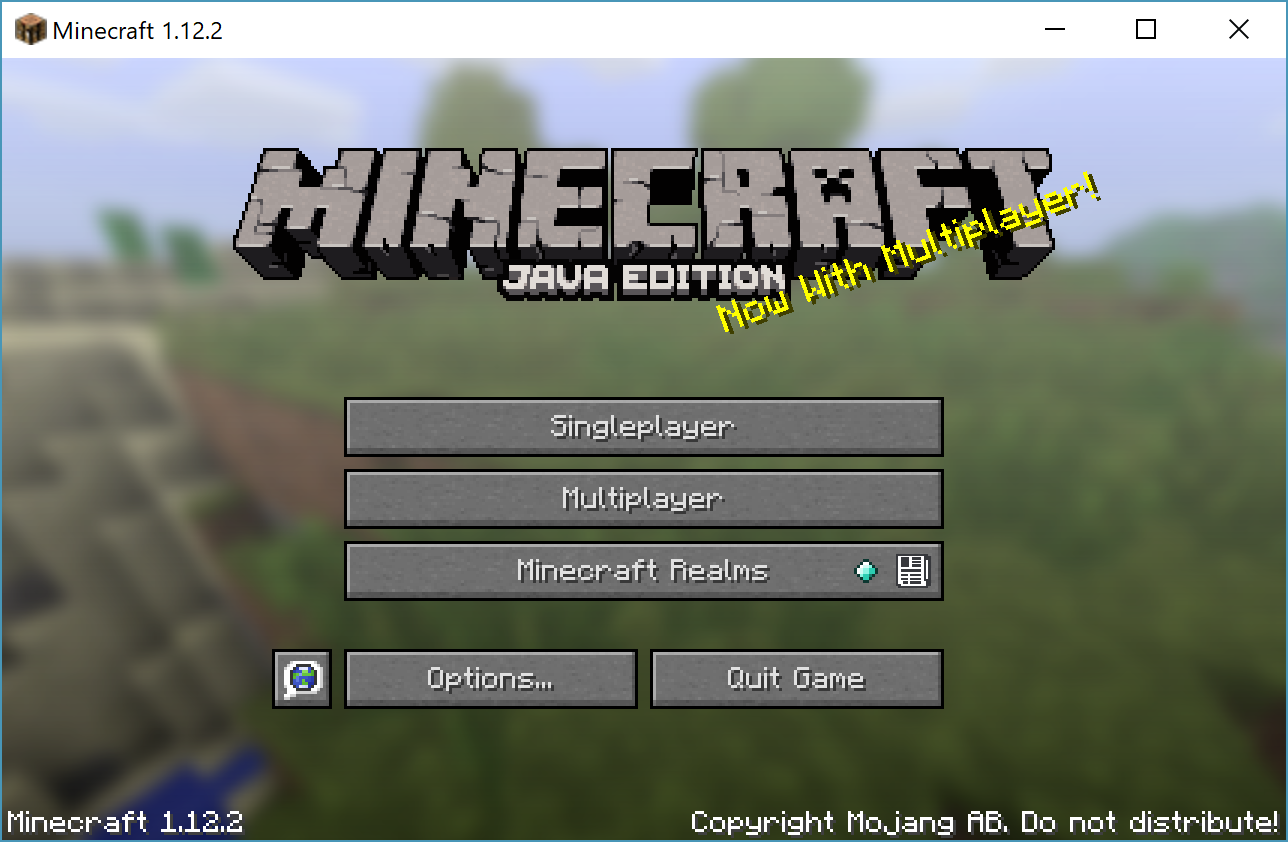 Minecraft 1.12.2
MINECRAFT
JAVA EDITION
Now With Multiplayer!
Singleplayer
Multiplayer
Minecraft Realms
Options...
Quit Game
Minecraft 1.12.2
Copyright Mojang AB. Do not distribute!